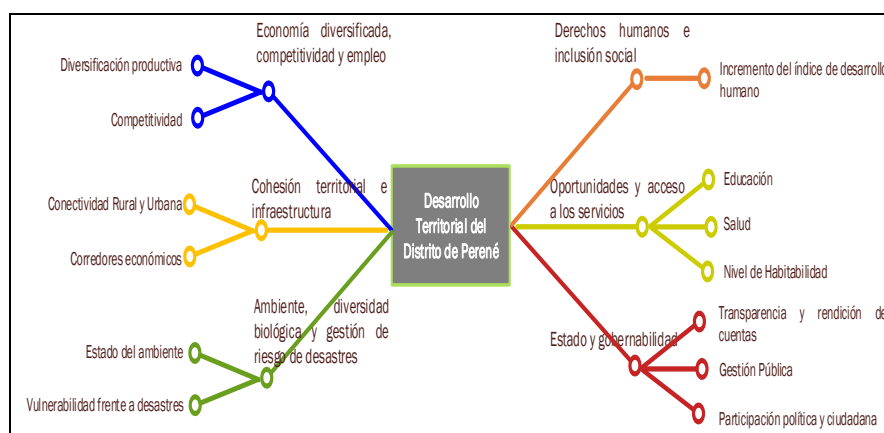 Economía diversificada,
competitividad y empleo
Diversificación productiva
Competitividad
Cohesión territorial e
infraestructura
Conectividad Rural y Urbana
Corredores económicos
Ambiente, diversidad
biológica y gestión de
riesgo de desastres
Estado del ambiente
Vulnerabilidad frente a desastres
Desarrollo
Territorial del
Distrito de Perené
Derechos humanos e
inclusión social
Incremento del índice de desarrollo
humano
Oportunidades y acceso
a los servicios
Educación
Salud
Nivel de Habitabilidad
Estado y gobernabilidad
Transparencia y rendición de
cuentas
Gestión Pública
Participación política y ciudadana